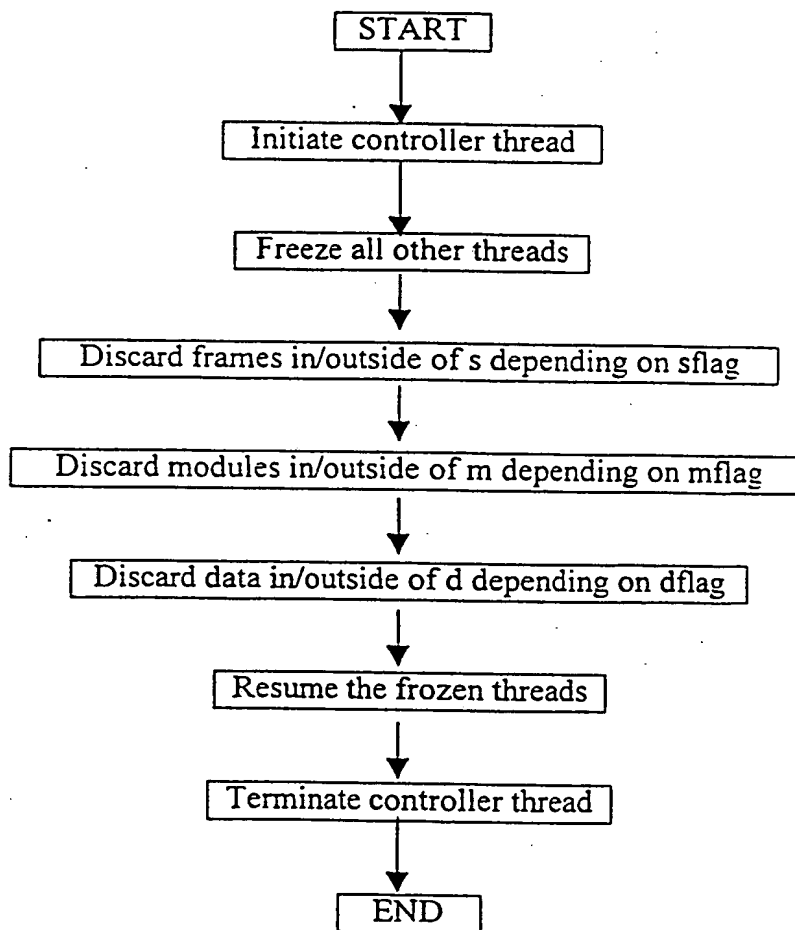 START
Initiate controller thread
Freeze all other threads
Discard frames in/outside of s depending on sflag
Discard modules in/outside of m depending on mflag
Discard data in/outside of d depending on dflag
Resume the frozen threads
Terminate controller thread
END